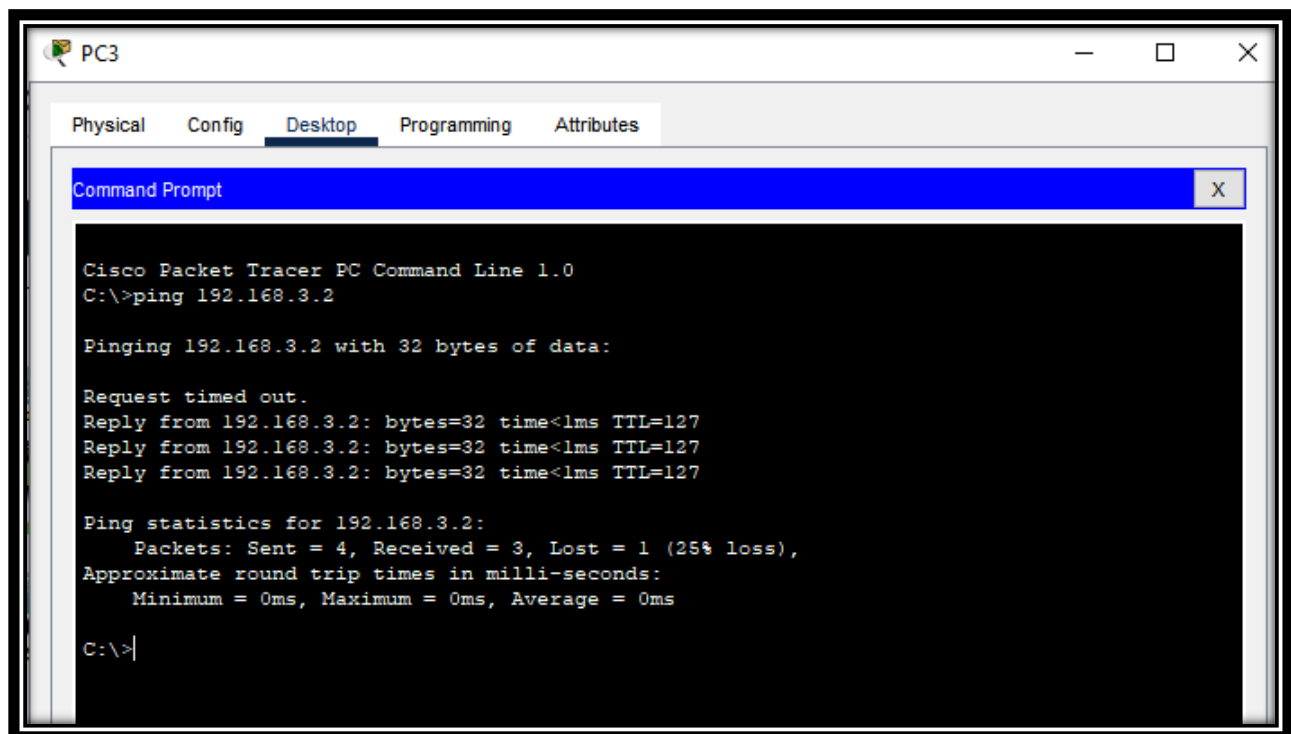 PC3
Physical Config Desktop Programming Attributes
Command Prompt X
Cisco Packet Tracer PC Command Line 1.0
C:\>ping 192.168.3.2
Pinging 192.168.3.2 with 32 bytes of data:
Request timed out.
Reply from 192.168.3.2: bytes=32 time<1ms TTL=127
Reply from 192.168.3.2: bytes=32 time<1ms TTL=127
Reply from 192.168.3.2: bytes=32 time<1ms TTL=127
Ping statistics for 192.168.3.2:
Packets: Sent = 4, Received = 3, Lost = 1 (25% loss),
Approximate round trip times in milli-seconds:
Minimum = 0ms, Maximum = 0ms, Average = 0ms
C:\>